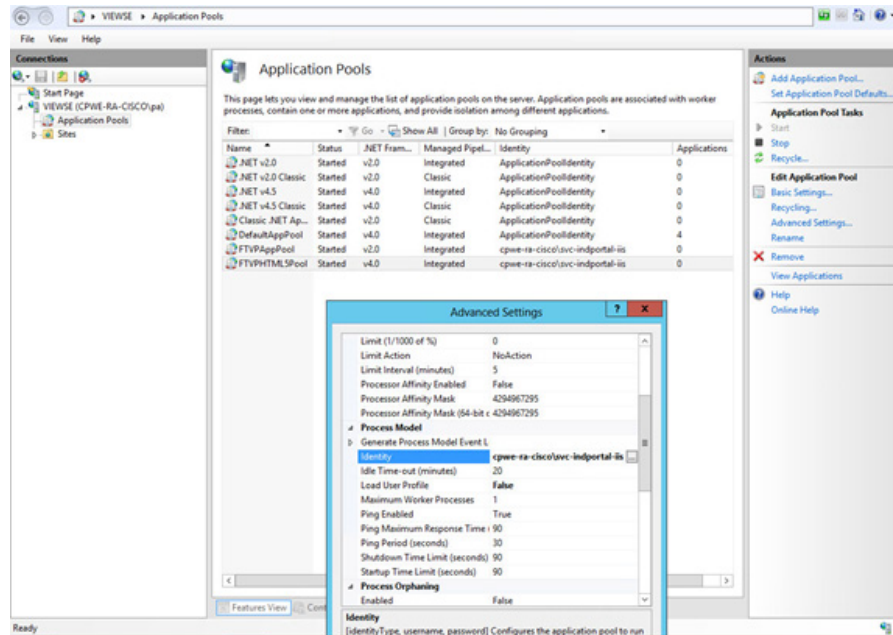 VIEWSE ▸ Application Pools
File View Help
Connections
Start Page
VIEWSE (CPWE-RA-CISCO\pa)
Application Pools
Sites
Application Pools
This page lets you view and manage the list of application pools on the server. Application pools are associated with worker
processes, contain one or more applications, and provide isolation among different applications.
Filter: Go Show All Group by: No Grouping
Name Status .NET Fram... Managed Pipel... Identity Applications
.NET v2.0 Started v2.0 Integrated ApplicationPoolIdentity 0
.NET v2.0 Classic Started v2.0 Classic ApplicationPoolIdentity 0
.NET v4.5 Started v4.0 Integrated ApplicationPoolIdentity 0
.NET v4.5 Classic Started v4.0 Classic ApplicationPoolIdentity 0
Classic .NET Ap... Started v2.0 Classic ApplicationPoolIdentity 0
DefaultAppPool Started v4.0 Integrated ApplicationPoolIdentity 4
FTVPAppPool Started v2.0 Integrated cpwe-ra-cisco\svc-indportal-iis 0
FTVPHTML5Pool Started v4.0 Integrated cpwe-ra-cisco\svc-indportal-iis 0
Advanced Settings ? x
Limit (1/1000 of %) 0
Limit Action NoAction
Limit Interval (minutes) 5
Processor Affinity Enabled False
Processor Affinity Mask 4294967295
Processor Affinity Mask (64-bit c 4294967295
Process Model
Generate Process Model Event L
Identity cpwe-ra-cisco\svc-indportal-iis ...
Idle Time-out (minutes) 20
Load User Profile False
Maximum Worker Processes 1
Ping Enabled True
Ping Maximum Response Time ( 90
Ping Period (seconds) 30
Shutdown Time Limit (seconds) 90
Startup Time Limit (seconds) 90
Process Orphaning
Enabled False
Identity
[identityType, username, password] Configures the application pool to run
Features View Cont
Ready
Actions
Add Application Pool...
Set Application Pool Defaults...
Application Pool Tasks
Start
Stop
Recycle...
Edit Application Pool
Basic Settings...
Recycling...
Advanced Settings...
Rename
Remove
View Applications
Help
Online Help